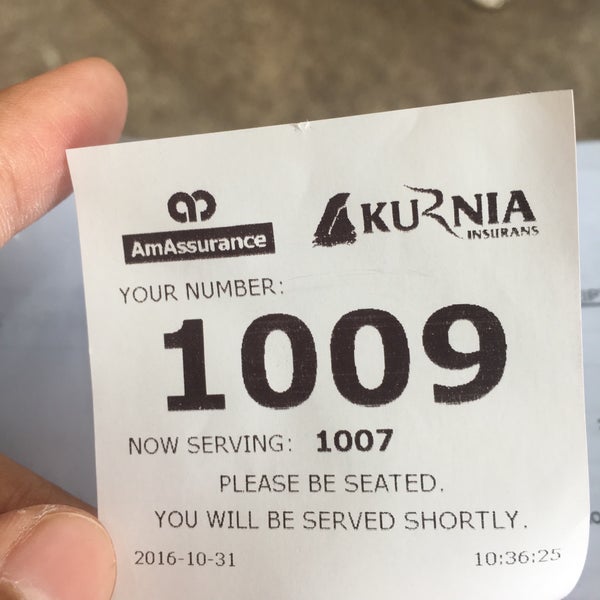 AmAssurance
KURNIA
INSURANS
YOUR NUMBER:
1009
NOW SERVING: 1007
PLEASE BE SEATED.
YOU WILL BE SERVED SHORTLY.
2016-10-31 10:36:25